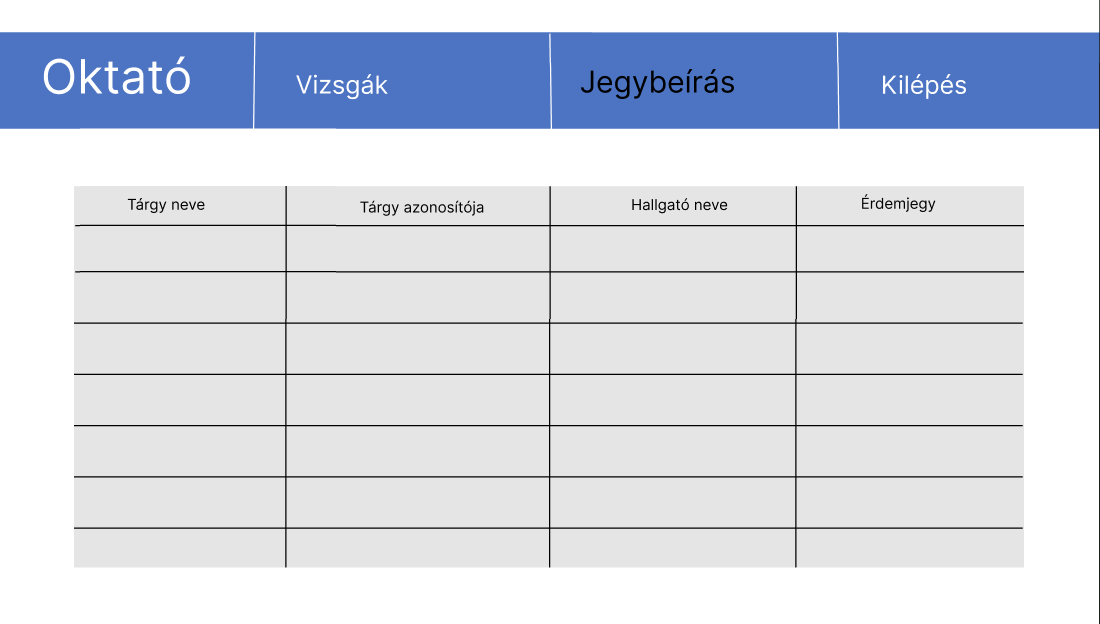 Oktató Vizsgák Jegybeírás Kilépés
Tárgy neve Tárgy azonosítója Hallgató neve Érdemjegy